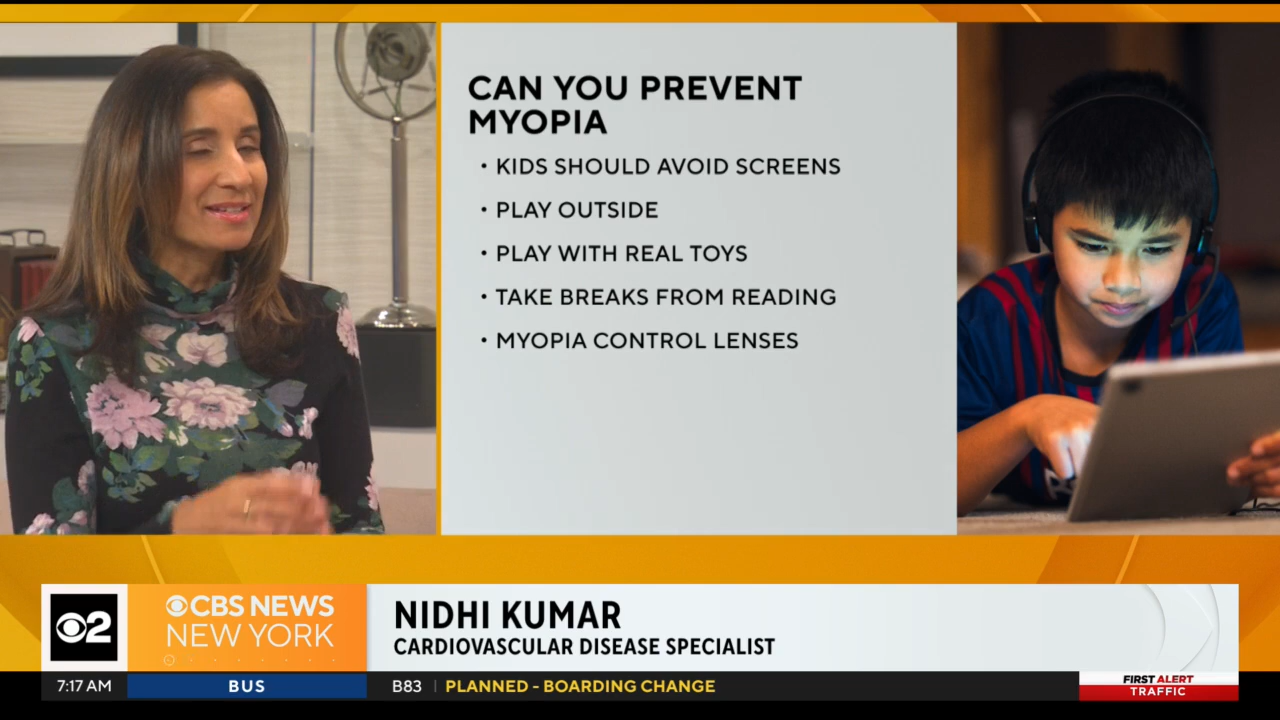 CAN YOU PREVENT
MYOPIA
• KIDS SHOULD AVOID SCREENS
• PLAY OUTSIDE
• PLAY WITH REAL TOYS
• TAKE BREAKS FROM READING
• MYOPIA CONTROL LENSES
2
CBS NEWS
NEW YORK
NIDHI KUMAR
CARDIOVASCULAR DISEASE SPECIALIST
7:17 AM
BUS
B83
PLANNED - BOARDING CHANGE
FIRST ALERT
TRAFFIC